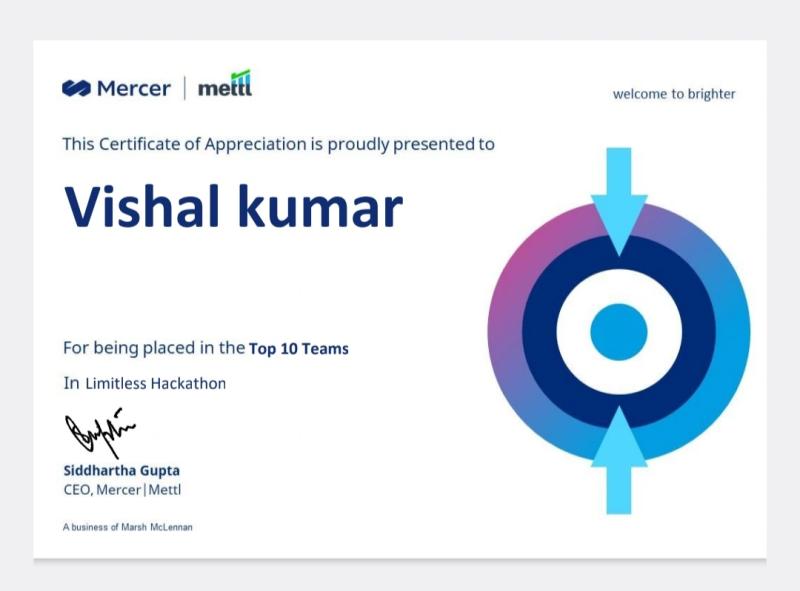 Mercer | mettl
welcome to brighter
This Certificate of Appreciation is proudly presented to
Vishal kumar
For being placed in the Top 10 Teams
In Limitless Hackathon
Siddhartha Gupta
CEO, Mercer|Mettl
A business of Marsh McLennan